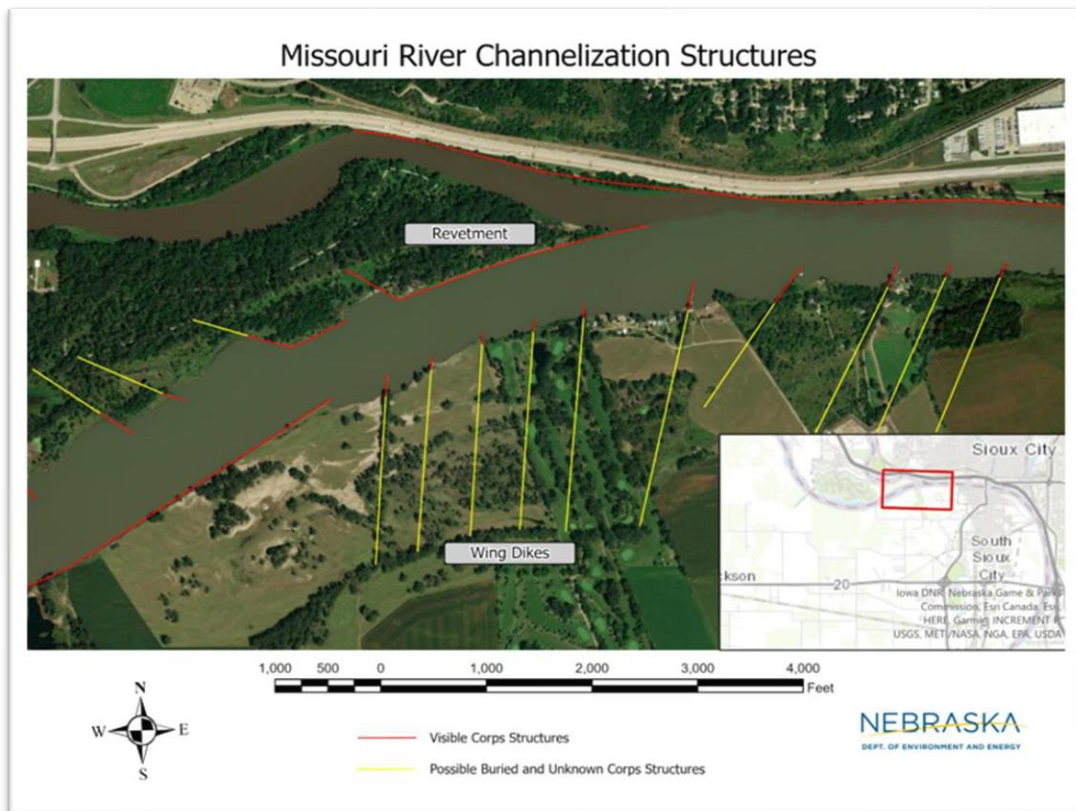 Missouri River Channelization Structures
Revetment
Wing Dikes
Sioux City
South
Sioux
City
ckson
20
Iowa DNR, Nebraska Game & Parks
Commission, Esri Canada, Esri,
HERE, Garmin, INCREMENT P,
USGS, METI/NASA, NGA, EPA, USDA
1,000 500 0 1,000 2,000 3,000 4,000
Feet
N
W E
S
Visible Corps Structures
Possible Buried and Unknown Corps Structures
NEBRASKA
DEPT. OF ENVIRONMENT AND ENERGY